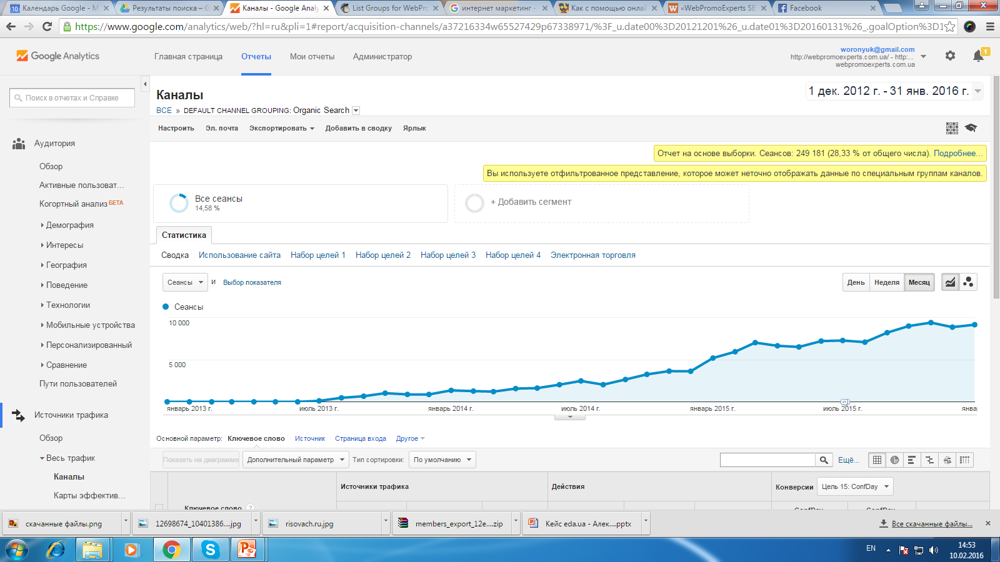 Календарь Google - М
Результаты поиска – G
Каналы - Google Analy
List Groups for WebPro
интернет маркетинг -
Как с помощью онлай
«WebPromoExperts SE
Facebook
https://www.google.com/analytics/web/?hl=ru&pli=1#report/acquisition-channels/a37216334w65527429p67338971/%3F_u.date00%3D20121201%26_u.date01%3D20160131%26_.goalOption%3D1
Google Analytics
Главная страница
Отчеты
Мои отчеты
Администратор
woronyuk@gmail.com
http://webpromoexperts.com.ua/ - http:...
webpromoexperts.com.ua
1
Поиск в отчетах и Справке
Каналы
1 дек. 2012 г. - 31 янв. 2016 г.
ВСЕ » DEFAULT CHANNEL GROUPING: Organic Search
Настроить
Эл. почта
Экспортировать
Добавить в сводку
Ярлык
Отчет на основе выборки. Сеансов: 249 181 (28,33 % от общего числа). Подробнее...
Вы используете отфильтрованное представление, которое может неточно отображать данные по специальным группам каналов.
Аудитория
Обзор
Активные пользоват...
Когортный анализ БЕТА
Демография
Интересы
География
Поведение
Технологии
Мобильные устройства
Персонализированный
Сравнение
Пути пользователей
Источники трафика
Обзор
Весь трафик
Каналы
Карты эффектив...
Все сеансы
14,58 %
+ Добавить сегмент
Статистика
Сводка
Использование сайта
Набор целей 1
Набор целей 2
Набор целей 3
Набор целей 4
Электронная торговля
Сеансы
и
Выбор показателя
День
Неделя
Месяц
Сеансы
10 000
5 000
январь 2013 г.
июль 2013 г.
январь 2014 г.
июль 2014 г.
январь 2015 г.
июль 2015 г.
янва
Основной параметр:
Ключевое слово
Источник
Страница входа
Другое
Показать на диаграмме
Дополнительный параметр
Тип сортировки:
По умолчанию
Ещё...
Источники трафика
Действия
Конверсии
Цель 15: ConfDay
Ключевое слово ?
ConfDay
ConfDay
скачанные файлы.png
12698674_10401386....jpg
risovach.ru.jpg
members_export_12e....zip
Кейс eda.ua - Алек....pptx
Все скачанные файлы...
EN
14:53
10.02.2016